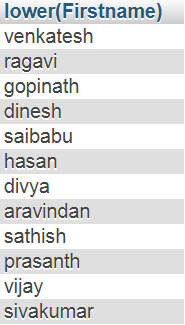 lower(Firstname)
venkatesh
ragavi
gopinath
dinesh
saibabu
hasan
divya
aravindan
sathish
prasanth
vijay
sivakumar